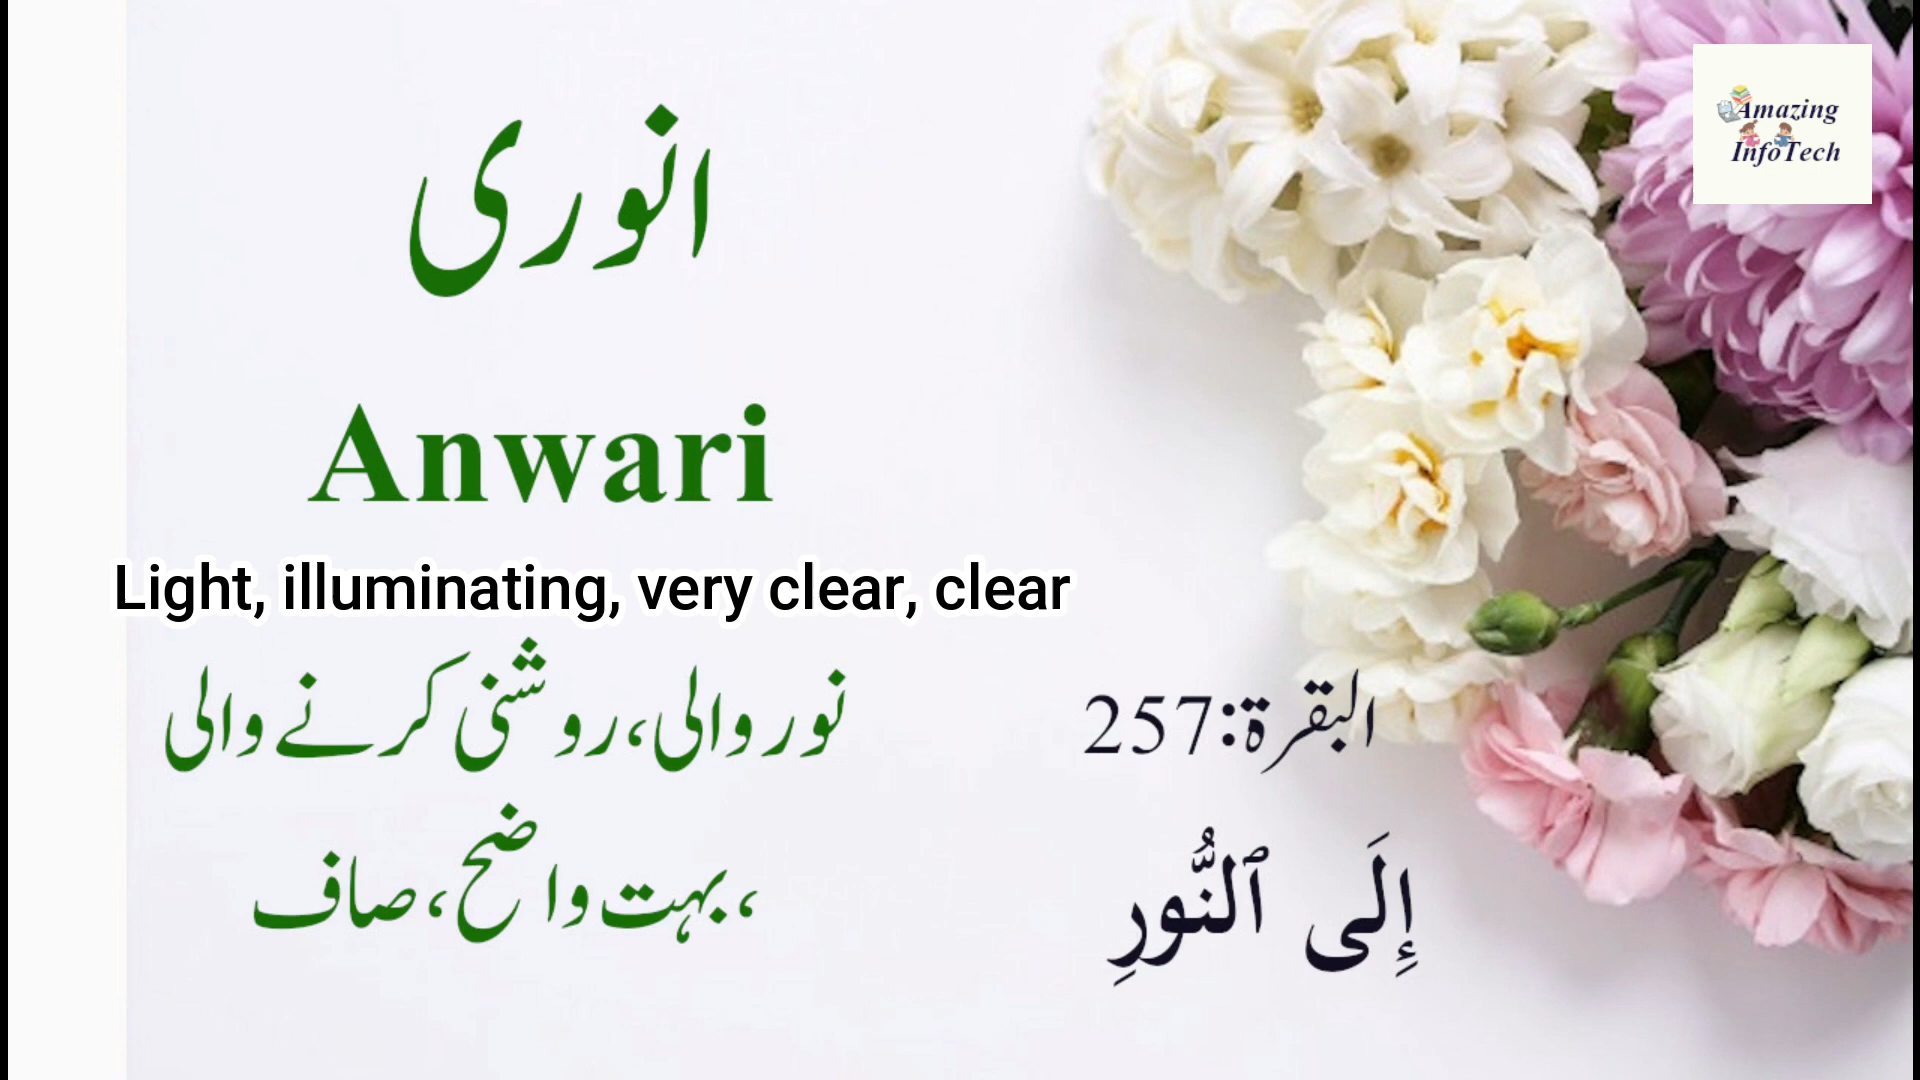 Amazing
InfoTech
انوری
Anwari
Light, illuminating, very clear, clear
نور والی، روشنی کرنے والی
، بہت واضح، صاف
البقرة:257
إِلَى ٱلنُّورِ